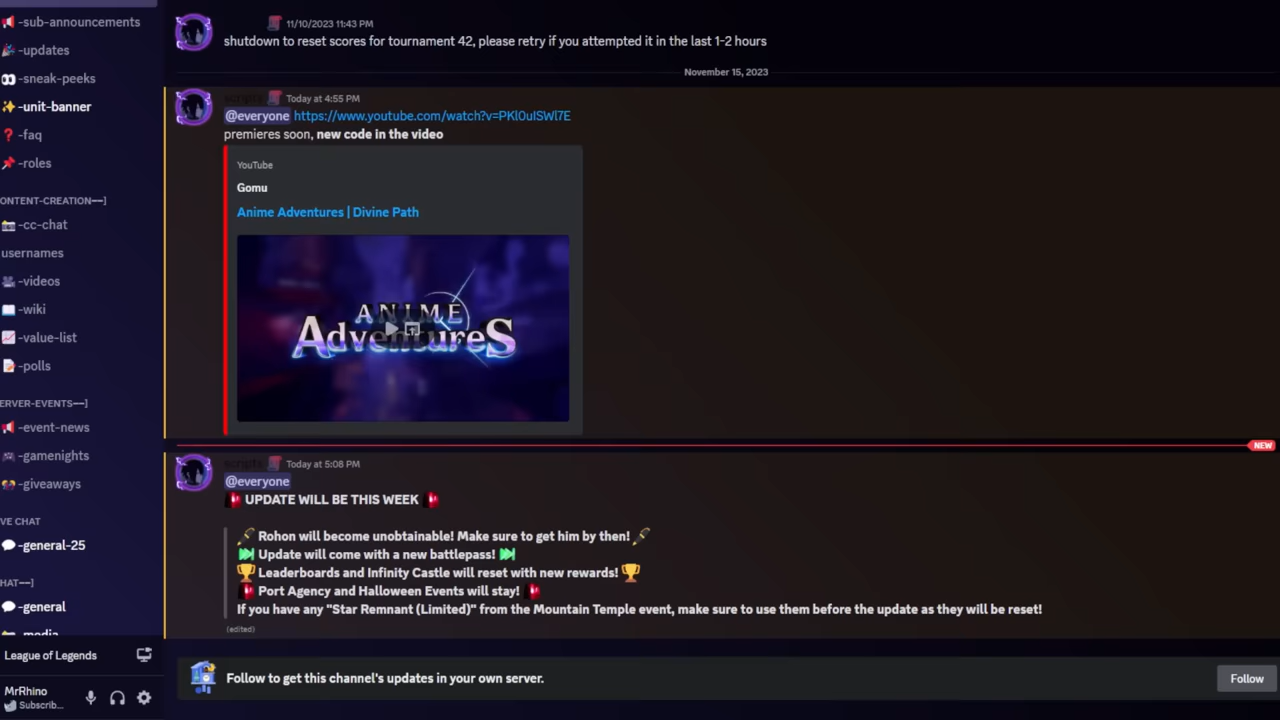 -sub-announcements
-updates
-sneak-peeks
-unit-banner
-faq
-roles
ONTENT-CREATION—]
-cc-chat
usernames
-videos
-wiki
-value-list
-polls
ERVER-EVENTS—]
-event-news
-gamenights
-giveaways
VE CHAT
-general-25
HAT—]
-general
-media
League of Legends
MrRhino
Subscrib...
11/10/2023 11:43 PM
shutdown to reset scores for tournament 42, please retry if you attempted it in the last 1-2 hours
November 15, 2023
scripts Today at 4:55 PM
@everyone https://www.youtube.com/watch?v=PKl0uISWl7E
premieres soon, new code in the video
YouTube
Gomu
Anime Adventures | Divine Path
ANIME
AdventureS
NEW
scripts Today at 5:08 PM
@everyone
UPDATE WILL BE THIS WEEK
Rohon will become unobtainable! Make sure to get him by then!
Update will come with a new battlepass!
Leaderboards and Infinity Castle will reset with new rewards!
Port Agency and Halloween Events will stay!
If you have any "Star Remnant (Limited)" from the Mountain Temple event, make sure to use them before the update as they will be reset!
(edited)
Follow to get this channel's updates in your own server.
Follow